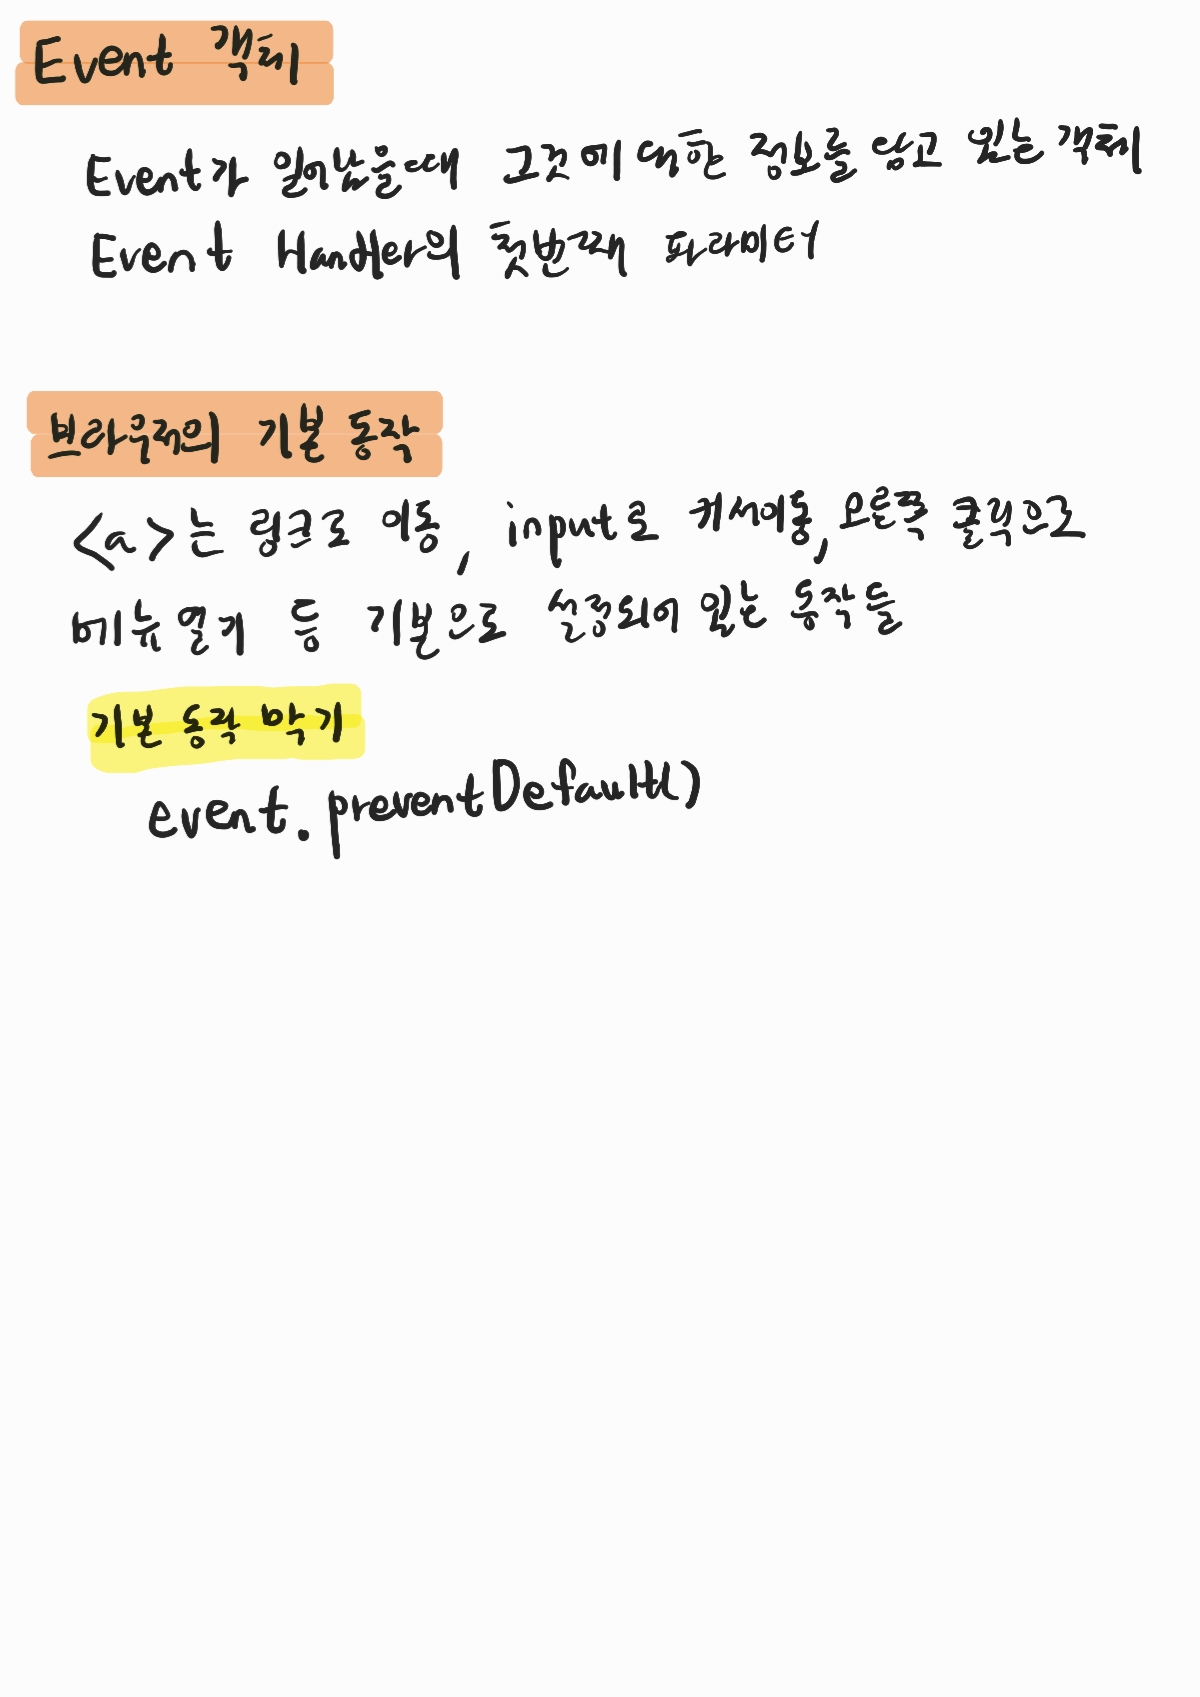 Event 객체
Event가 일어났을때 그것에 대한 정보를 담고 있는 객체
Event Handler의 첫번째 파라미터
브라우저의 기본 동작
<a>는 링크로 이동, input로 커서이동, 오른쪽 클릭으로
메뉴 열기 등 기본으로 설정되어 있는 동작들
기본 동작 막기
event.preventDefault()